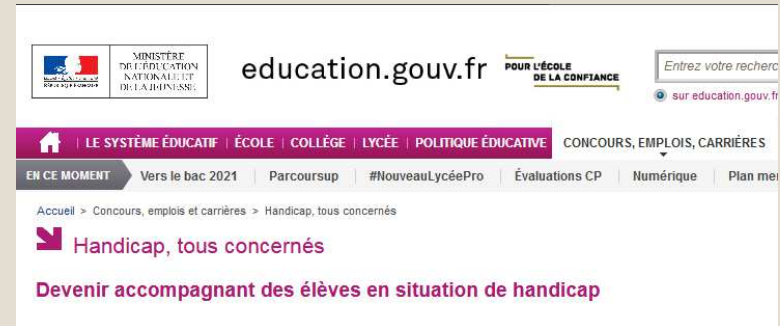 MINISTÈRE
DE L'ÉDUCATION
NATIONALE ET
DE LA JEUNESSE
education.gouv.fr
POUR L'ÉCOLE
DE LA CONFIANCE
Entrez votre recherc
sur education.gouv.fr
LE SYSTÈME ÉDUCATIF | ÉCOLE | COLLÈGE | LYCÉE | POLITIQUE ÉDUCATIVE CONCOURS, EMPLOIS, CARRIÈRES
EN CE MOMENT Vers le bac 2021 | Parcoursup | #NouveauLycéePro | Évaluations CP | Numérique | Plan mer
Accueil > Concours, emplois et carrières > Handicap, tous concernés
Handicap, tous concernés
Devenir accompagnant des élèves en situation de handicap